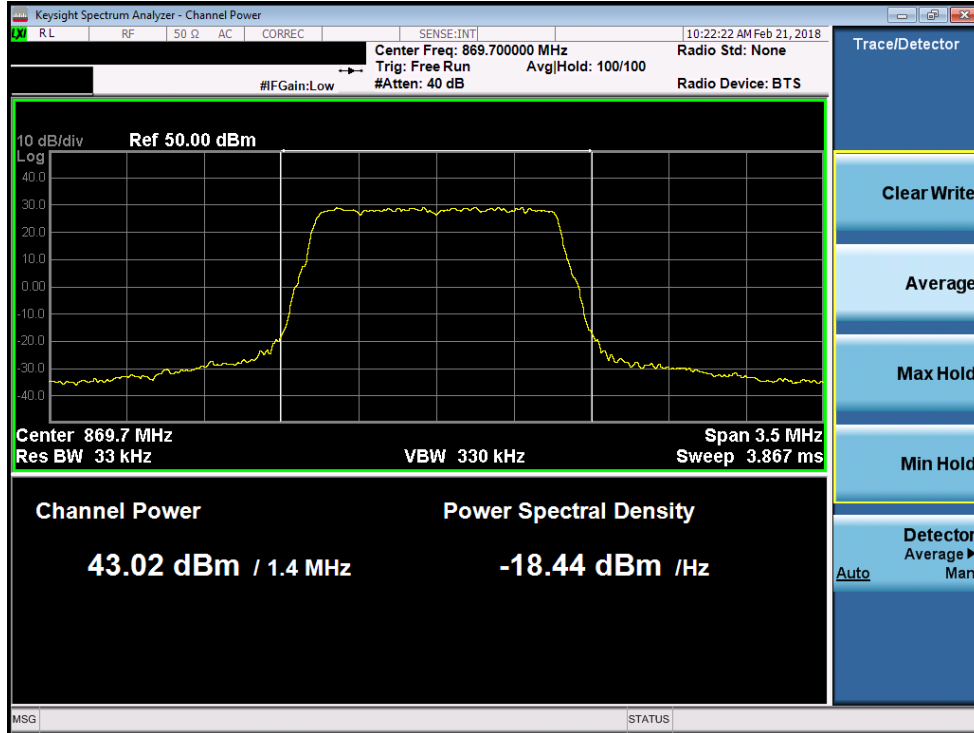 Keysight Spectrum Analyzer - Channel Power
LXI RL RF 50 Ω AC CORREC SENSE:INT 10:22:22 AM Feb 21, 2018
Center Freq: 869.700000 MHz Radio Std: None
Trig: Free Run Avg|Hold: 100/100
#IFGain:Low #Atten: 40 dB Radio Device: BTS
Trace/Detector
10 dB/div Ref 50.00 dBm
Log
40.0
30.0
20.0
10.0
0.00
-10.0
-20.0
-30.0
-40.0
Center 869.7 MHz Span 3.5 MHz
Res BW 33 kHz VBW 330 kHz Sweep 3.867 ms
Channel Power Power Spectral Density
43.02 dBm / 1.4 MHz -18.44 dBm /Hz
Clear Write
Average
Max Hold
Min Hold
Detector
Average
Auto Man
MSG STATUS